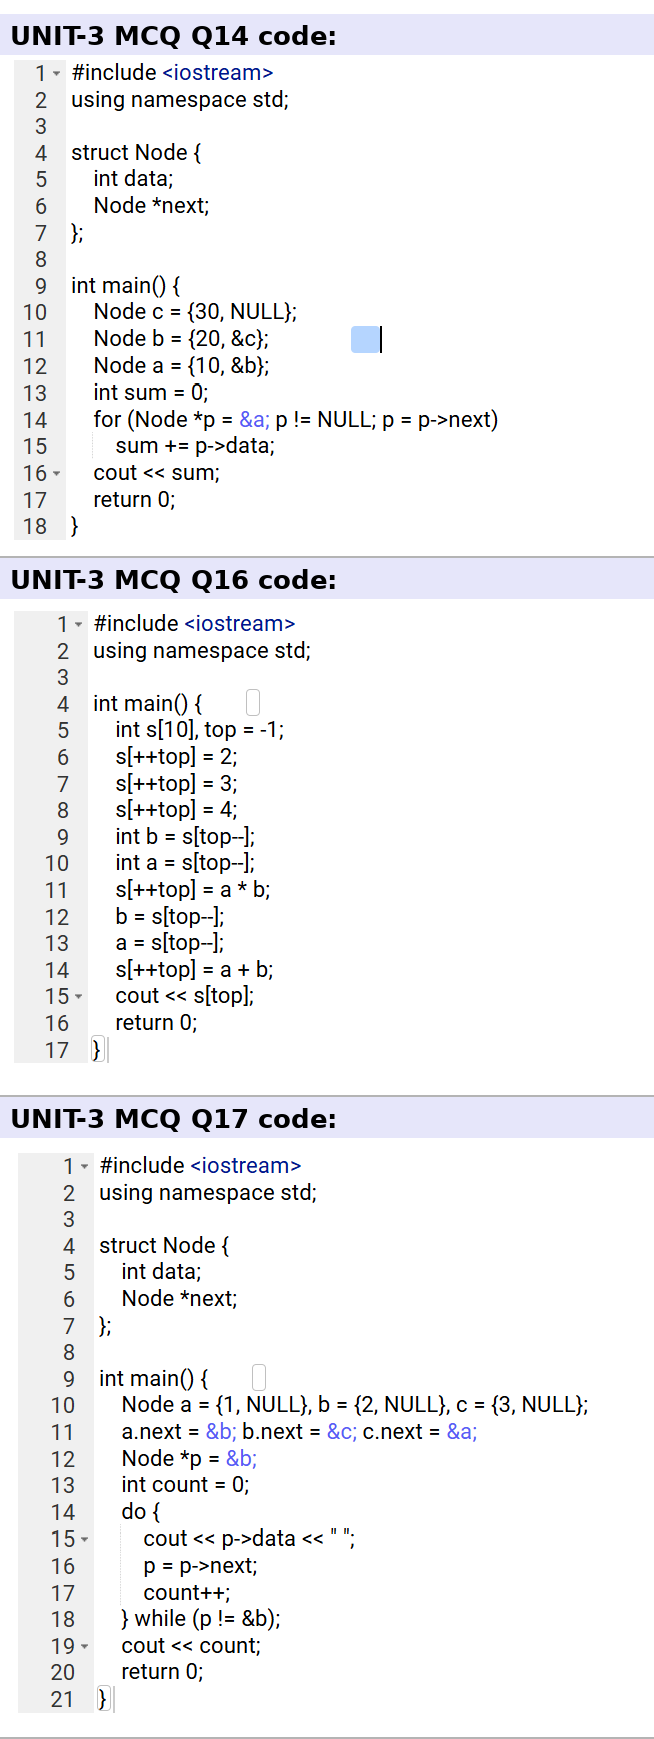 UNIT-3 MCQ Q14 code:
1 #include <iostream>
2 using namespace std;
3
4 struct Node {
5 int data;
6 Node *next;
7 };
8
9 int main() {
10 Node c = {30, NULL};
11 Node b = {20, &c};
12 Node a = {10, &b};
13 int sum = 0;
14 for (Node *p = &a; p != NULL; p = p->next)
15 sum += p->data;
16 cout << sum;
17 return 0;
18 }
UNIT-3 MCQ Q16 code:
1 #include <iostream>
2 using namespace std;
3
4 int main() {
5 int s[10], top = -1;
6 s[++top] = 2;
7 s[++top] = 3;
8 s[++top] = 4;
9 int b = s[top--];
10 int a = s[top--];
11 s[++top] = a * b;
12 b = s[top--];
13 a = s[top--];
14 s[++top] = a + b;
15 cout << s[top];
16 return 0;
17 }
UNIT-3 MCQ Q17 code:
1 #include <iostream>
2 using namespace std;
3
4 struct Node {
5 int data;
6 Node *next;
7 };
8
9 int main() {
10 Node a = {1, NULL}, b = {2, NULL}, c = {3, NULL};
11 a.next = &b; b.next = &c; c.next = &a;
12 Node *p = &b;
13 int count = 0;
14 do {
15 cout << p->data << " ";
16 p = p->next;
17 count++;
18 } while (p != &b);
19 cout << count;
20 return 0;
21 }